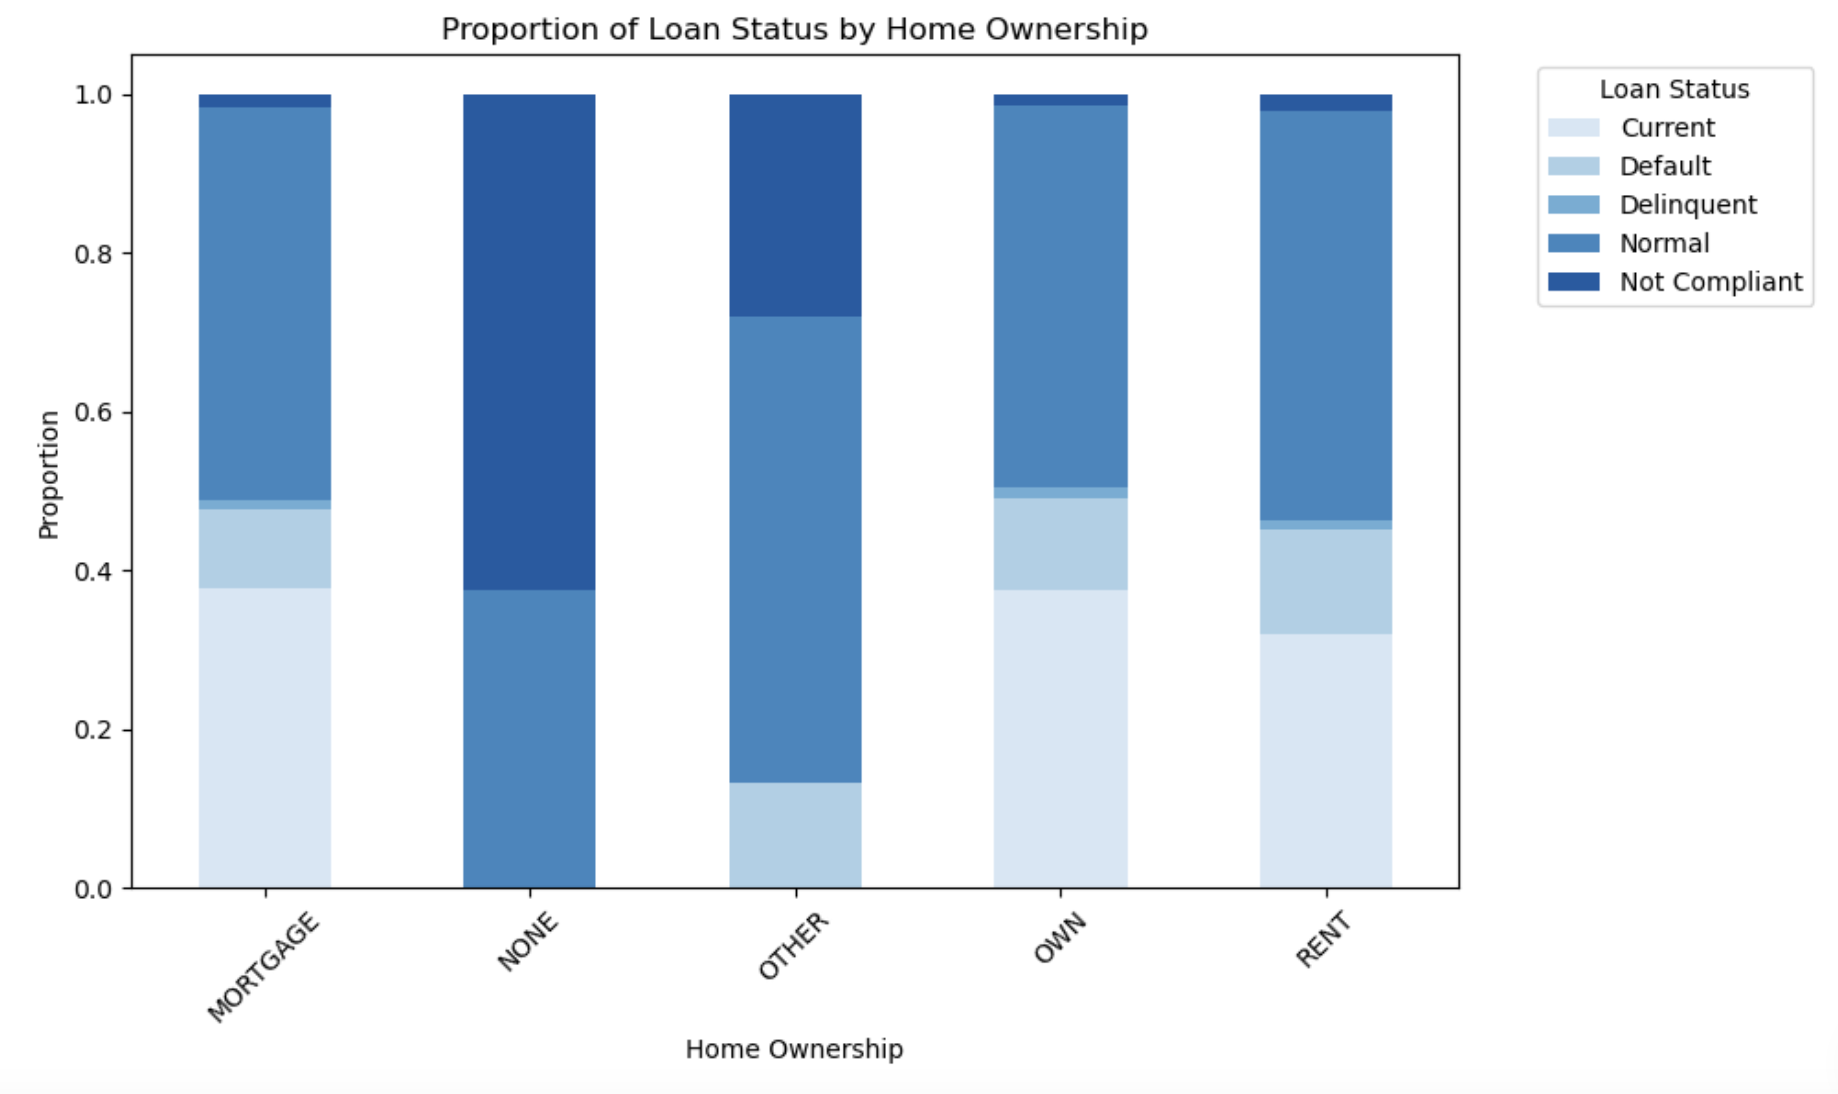 Proportion of Loan Status by Home Ownership
Loan Status
Current
Default
Delinquent
Normal
Not Compliant
Proportion
1.0
0.8
0.6
0.4
0.2
0.0
MORTGAGE
NONE
OTHER
OWN
RENT
Home Ownership